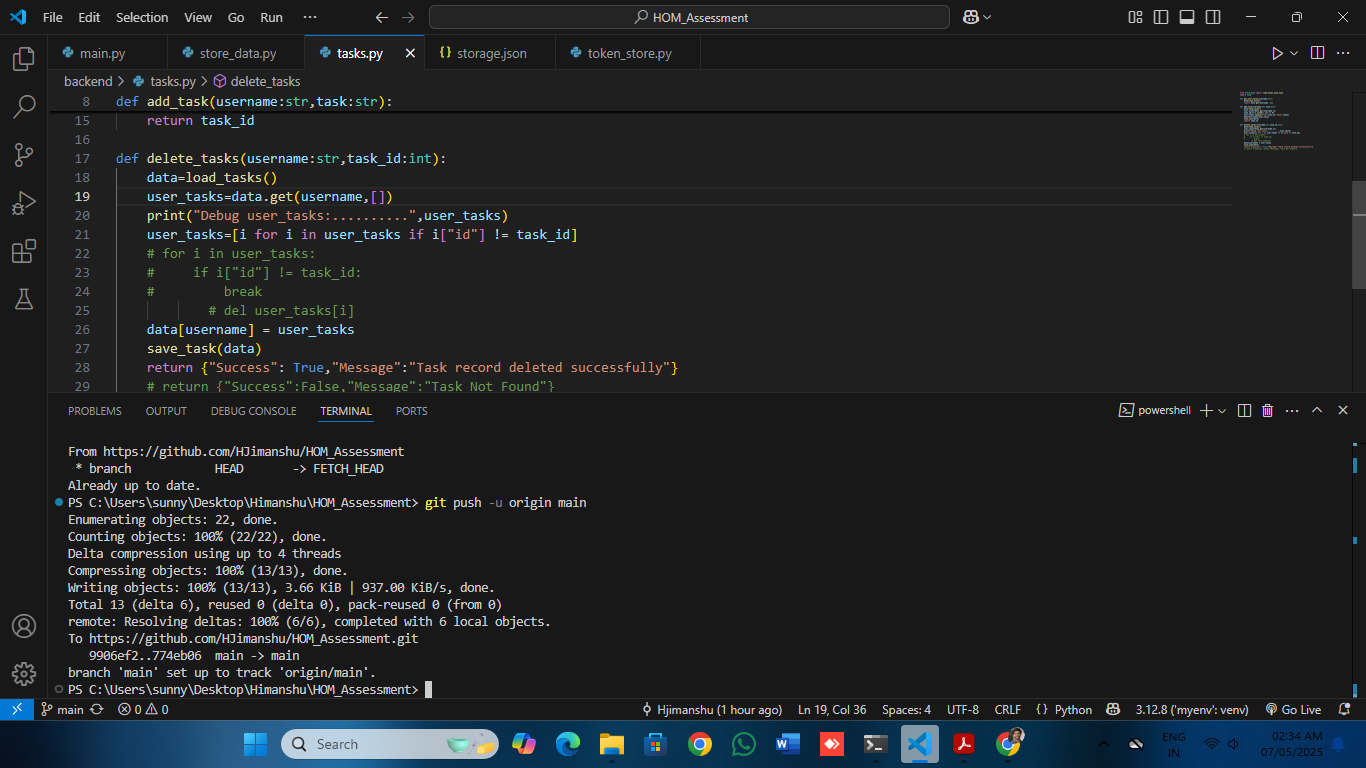 File Edit Selection View Go Run ···
HOM_Assessment
main.py
store_data.py
tasks.py
{} storage.json
token_store.py
backend > tasks.py > delete_tasks
8 def add_task(username:str,task:str):
15 return task_id
16
17 def delete_tasks(username:str,task_id:int):
18 data=load_tasks()
19 user_tasks=data.get(username,[])
20 print("Debug user_tasks:..........",user_tasks)
21 user_tasks=[i for i in user_tasks if i["id"] != task_id]
22 # for i in user_tasks:
23 #     if i["id"] != task_id:
24 #         break
25 # del user_tasks[i]
26 data[username] = user_tasks
27 save_task(data)
28 return {"Success": True,"Message":"Task record deleted successfully"}
29 # return {"Success":False,"Message":"Task Not Found"}
PROBLEMS OUTPUT DEBUG CONSOLE TERMINAL PORTS
powershell
From https://github.com/HJimanshu/HOM_Assessment
* branch            HEAD       -> FETCH_HEAD
Already up to date.
PS C:\Users\sunny\Desktop\Himanshu\HOM_Assessment> git push -u origin main
Enumerating objects: 22, done.
Counting objects: 100% (22/22), done.
Delta compression using up to 4 threads
Compressing objects: 100% (13/13), done.
Writing objects: 100% (13/13), 3.66 KiB | 937.00 KiB/s, done.
Total 13 (delta 6), reused 0 (delta 0), pack-reused 0 (from 0)
remote: Resolving deltas: 100% (6/6), completed with 6 local objects.
To https://github.com/HJimanshu/HOM_Assessment.git
9906ef2..774eb06  main -> main
branch 'main' set up to track 'origin/main'.
PS C:\Users\sunny\Desktop\Himanshu\HOM_Assessment>
main 0 0 Hjimanshu (1 hour ago) Ln 19, Col 36 Spaces: 4 UTF-8 CRLF {} Python 3.12.8 ('myenv': venv) Go Live
Search
ENG
IN
02:34 AM
07/05/2025